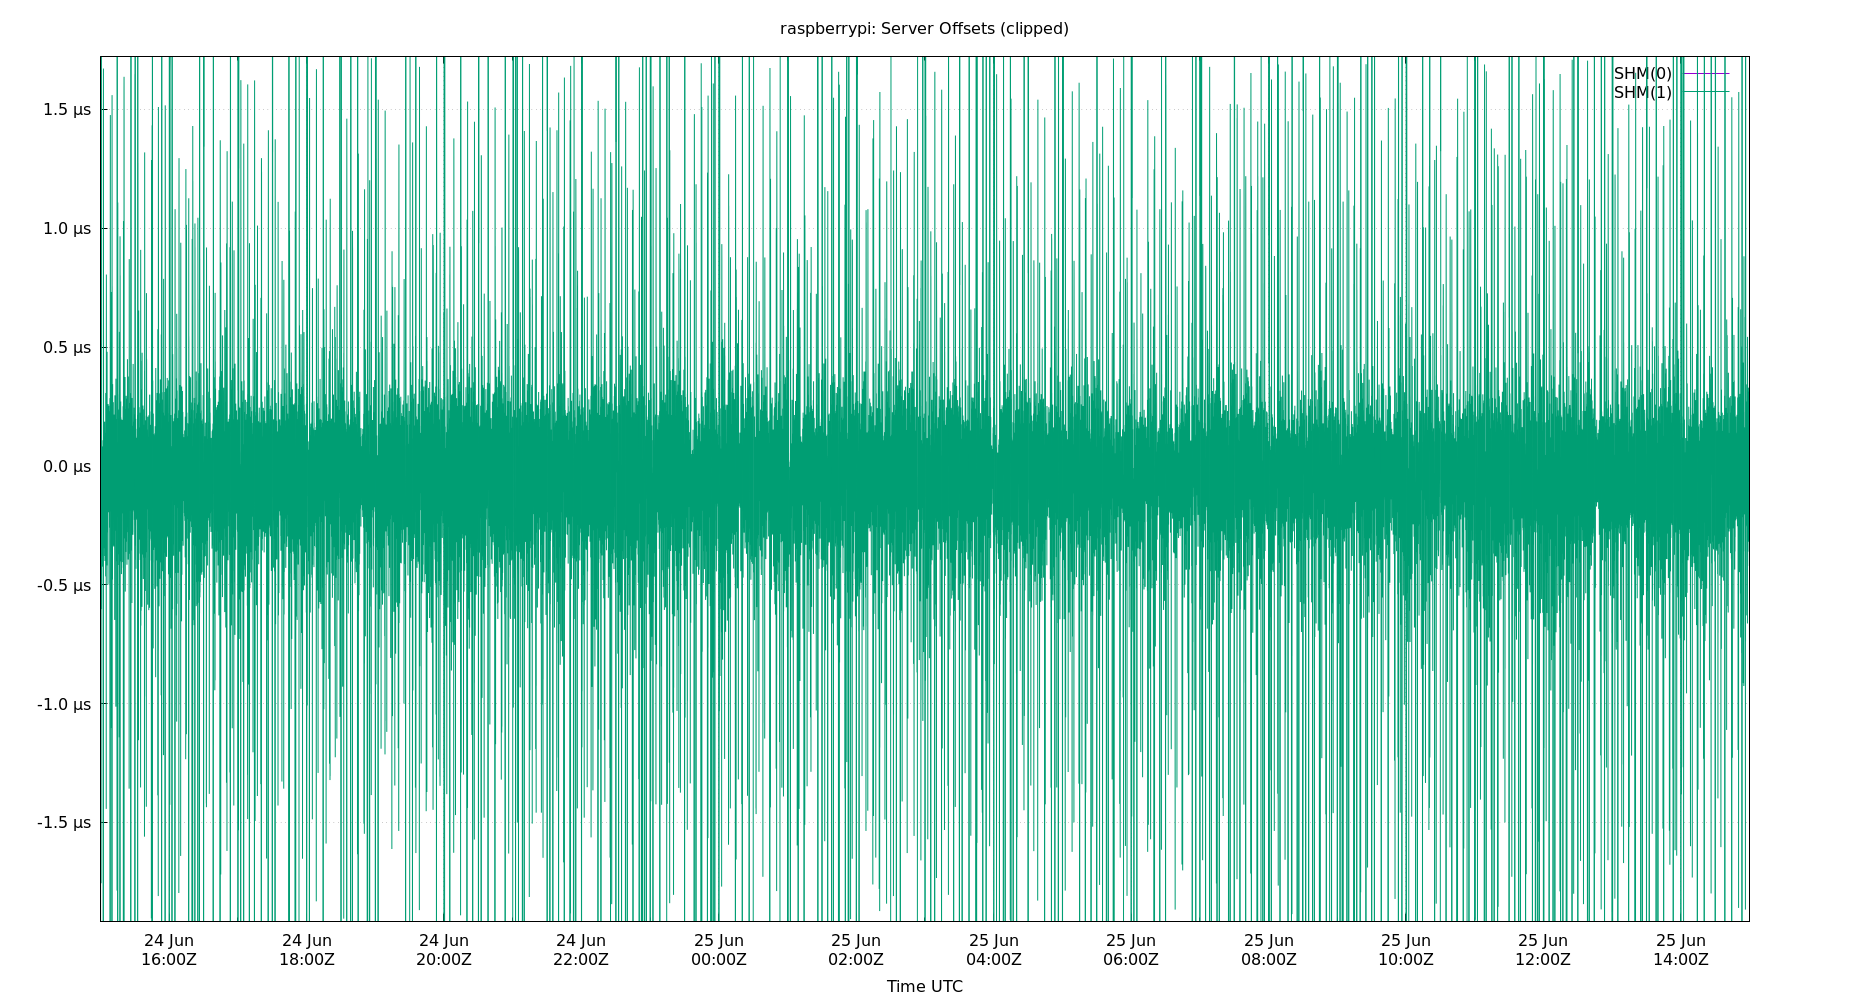 raspberrypi: Server Offsets (clipped)
SHM(0)
SHM(1)
1.5 µs
1.0 µs
0.5 µs
0.0 µs
-0.5 µs
-1.0 µs
-1.5 µs
24 Jun 24 Jun 24 Jun 24 Jun 25 Jun 25 Jun 25 Jun 25 Jun 25 Jun 25 Jun 25 Jun 25 Jun
16:00Z 18:00Z 20:00Z 22:00Z 00:00Z 02:00Z 04:00Z 06:00Z 08:00Z 10:00Z 12:00Z 14:00Z
Time UTC